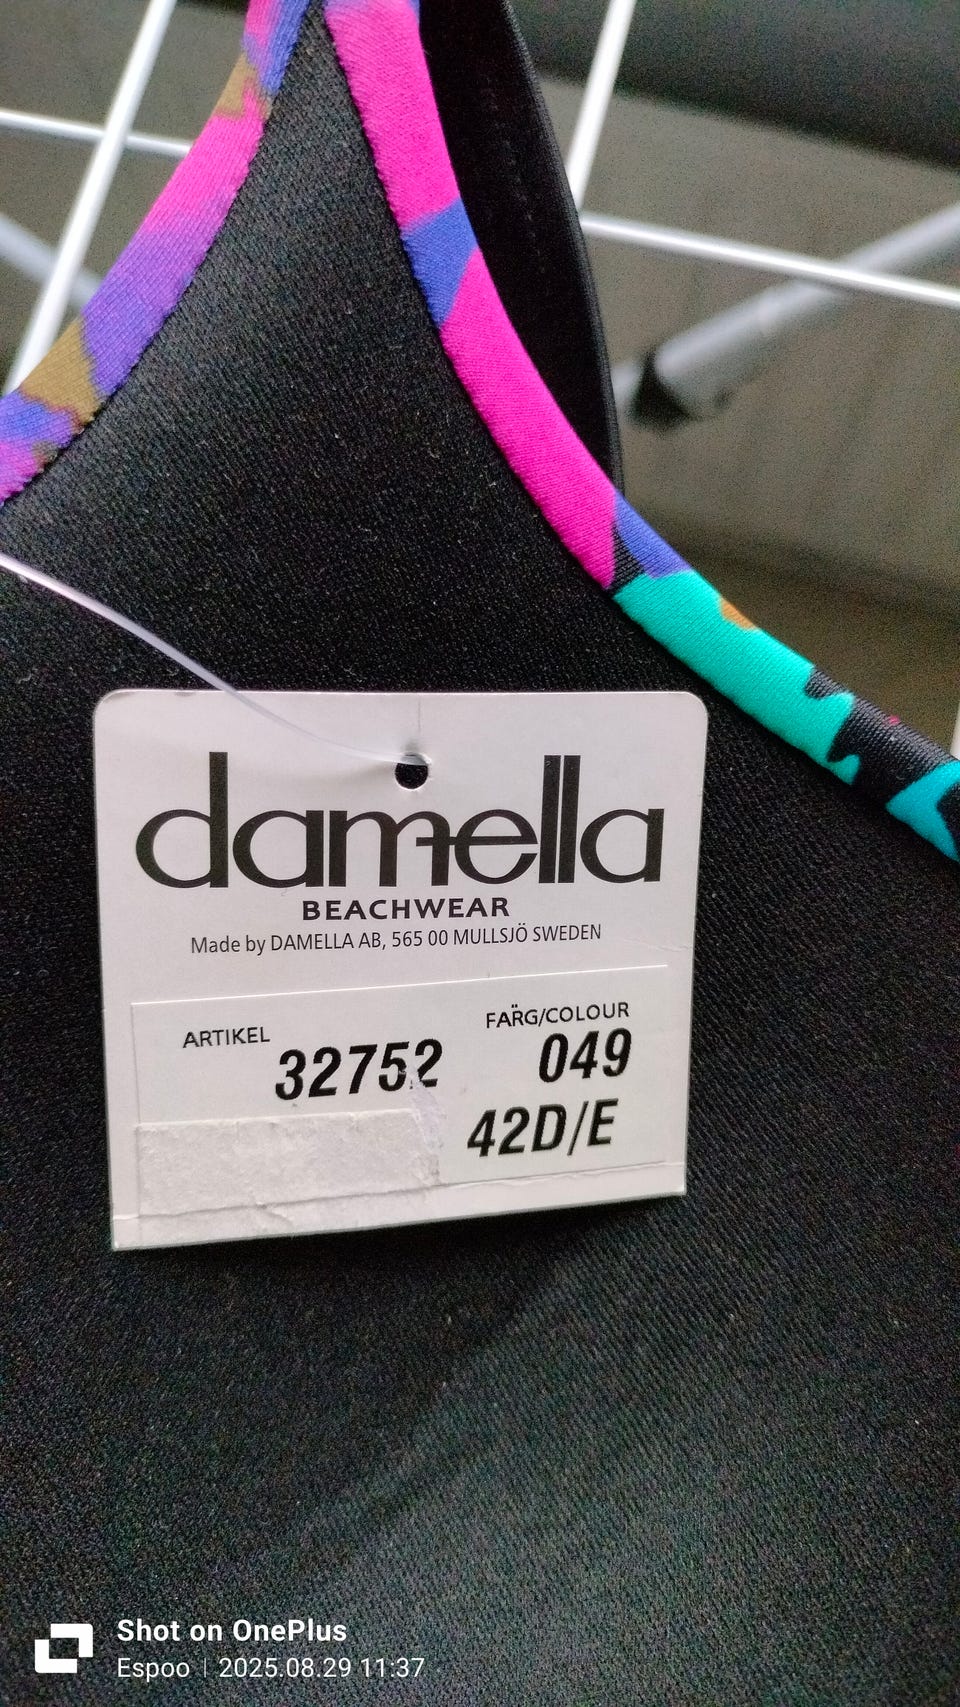 damella
BEACHWEAR
Made by DAMELLA AB, 565 00 MULLSJÖ SWEDEN
ARTIKEL FÄRG/COLOUR
32752 049
42D/E
Shot on OnePlus
Espoo | 2025.08.29 11:37